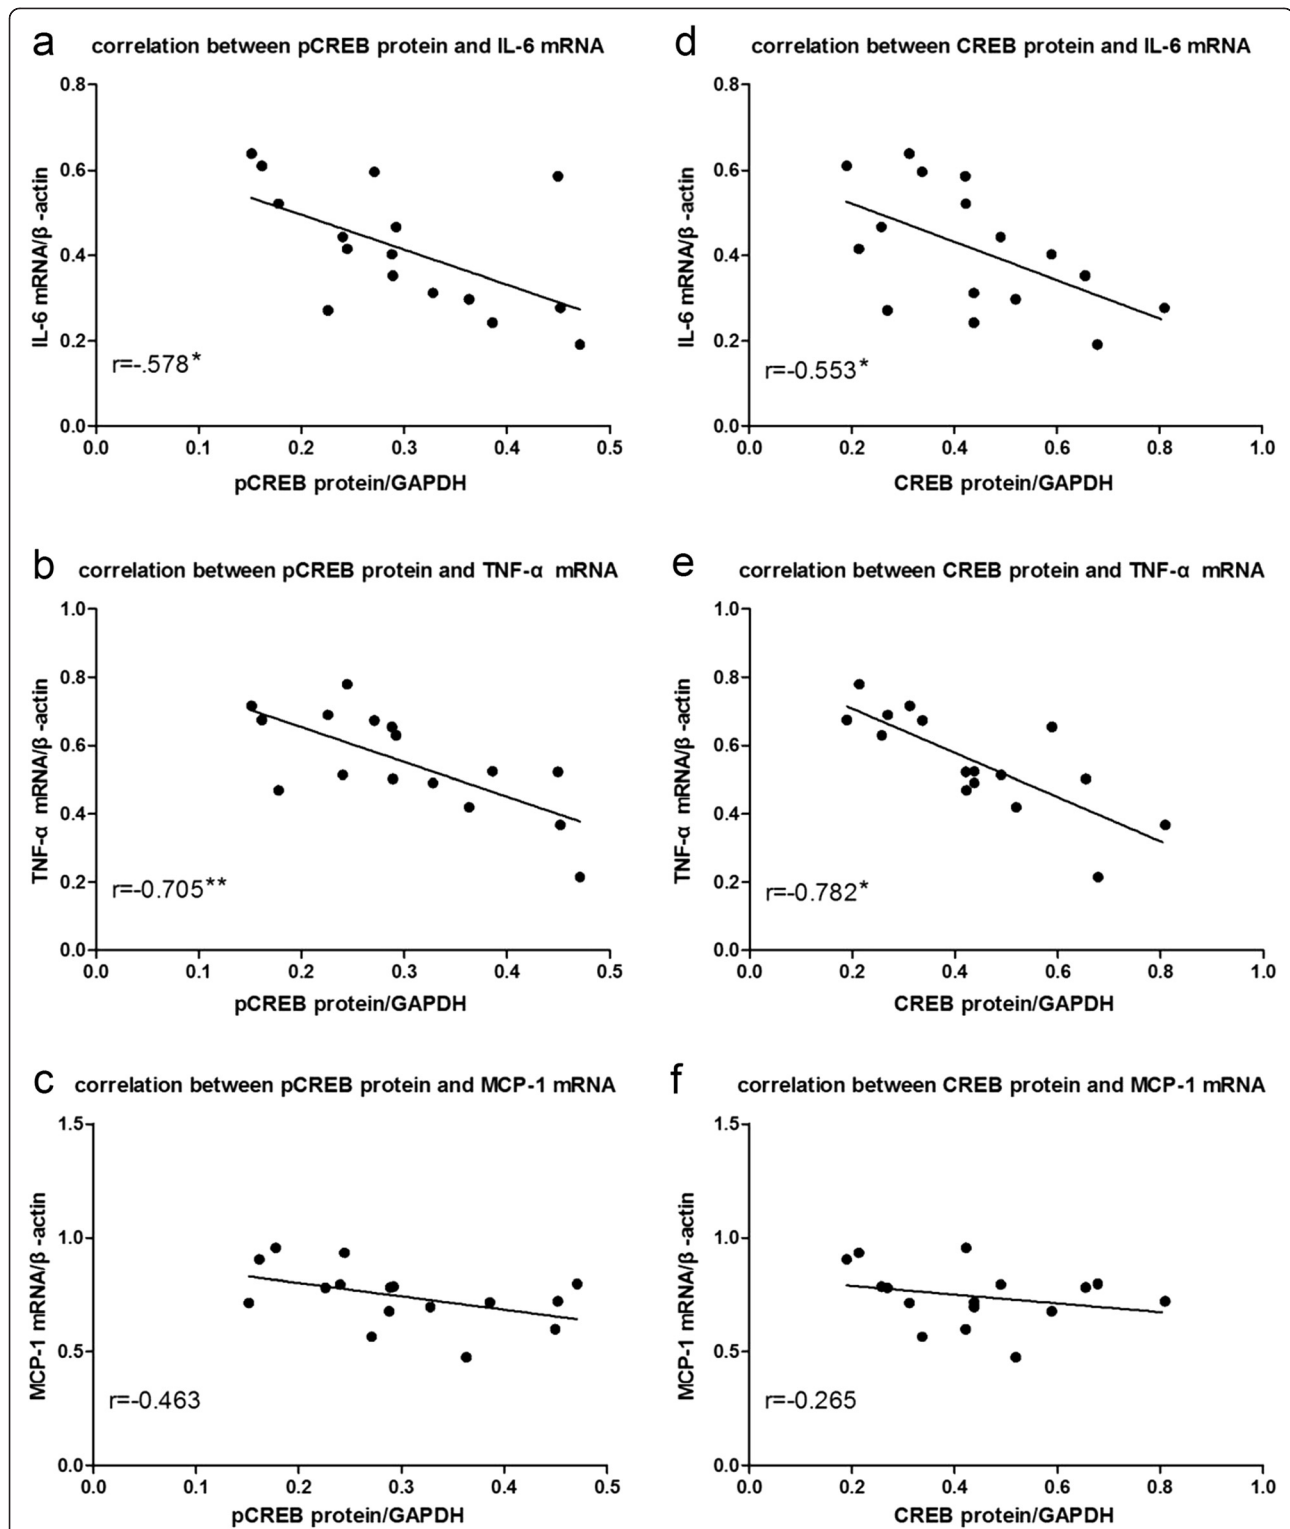 a correlation between pCREB protein and IL-6 mRNA
0.8
0.6
0.4
0.2
0.0
IL-6 mRNA/β -actin
r=-.578*
0.0 0.1 0.2 0.3 0.4 0.5
pCREB protein/GAPDH
d correlation between CREB protein and IL-6 mRNA
0.8
0.6
0.4
0.2
0.0
IL-6 mRNA/β -actin
r=-0.553*
0.0 0.2 0.4 0.6 0.8 1.0
CREB protein/GAPDH
b correlation between pCREB protein and TNF-α mRNA
1.0
0.8
0.6
0.4
0.2
0.0
TNF-α mRNA/β -actin
r=-0.705**
0.0 0.1 0.2 0.3 0.4 0.5
pCREB protein/GAPDH
e correlation between CREB protein and TNF-α mRNA
1.0
0.8
0.6
0.4
0.2
0.0
TNF-α mRNA/β -actin
r=-0.782*
0.0 0.2 0.4 0.6 0.8 1.0
CREB protein/GAPDH
c correlation between pCREB protein and MCP-1 mRNA
1.5
1.0
0.5
0.0
MCP-1 mRNA/β -actin
r=-0.463
0.0 0.1 0.2 0.3 0.4 0.5
pCREB protein/GAPDH
f correlation between CREB protein and MCP-1 mRNA
1.5
1.0
0.5
0.0
MCP-1 mRNA/β -actin
r=-0.265
0.0 0.2 0.4 0.6 0.8 1.0
CREB protein/GAPDH